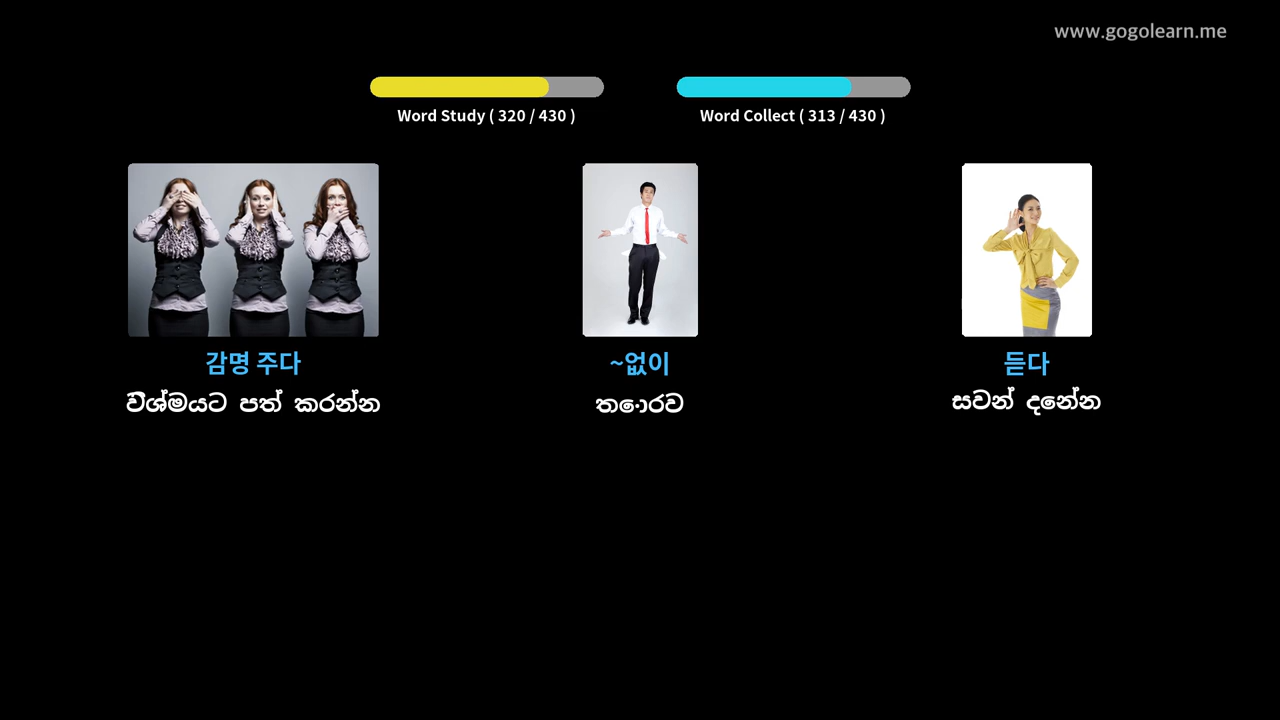 www.gogolearn.me
Word Study ( 320 / 430 )
Word Collect ( 313 / 430 )
감명 주다
~없이
듣다
විශ්මයට පත් කරන්න
තොරව
සවන් දෙන්න